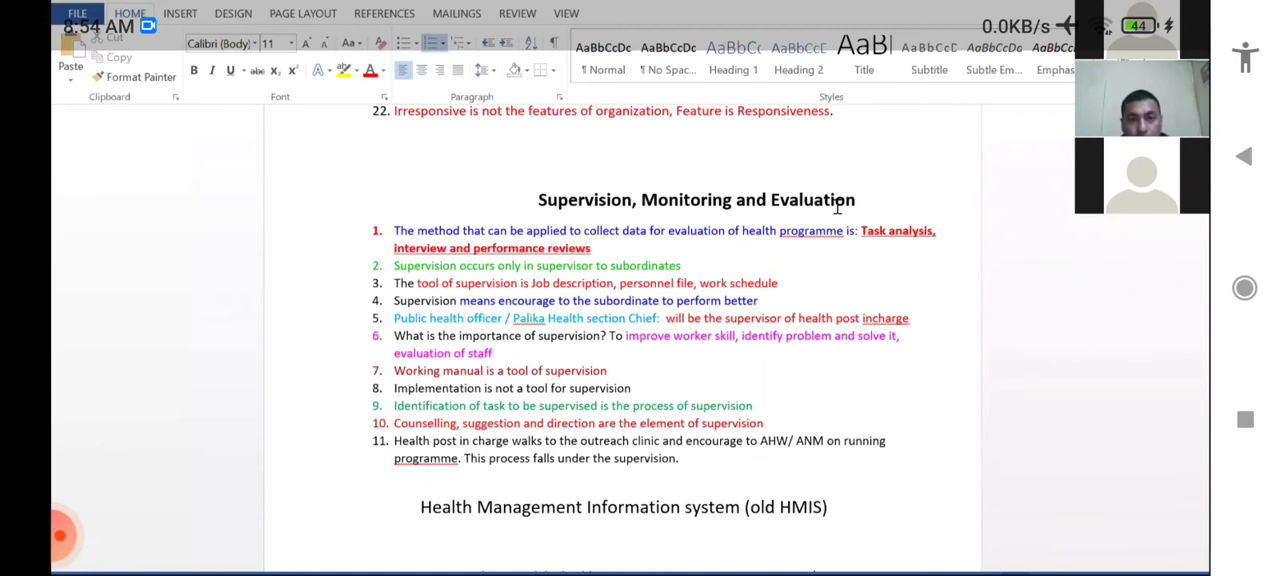 FILE HOME INSERT DESIGN PAGE LAYOUT REFERENCES MAILINGS REVIEW VIEW
8:54 AM 0.0KB/s 44
Cut
Copy
Paste Format Painter
Calibri (Body) 11
Clipboard Font Paragraph Styles
AaBbCcDc AaBbCcDc AaBbCc AaBbCcE AaB AaBbCcD AaBbCcDc AaBbCcDc
¶ Normal ¶ No Spac... Heading 1 Heading 2 Title Subtitle Subtle Em... Emphas
22. Irresponsive is not the features of organization, Feature is Responsiveness.
Supervision, Monitoring and Evaluation
1. The method that can be applied to collect data for evaluation of health programme is: Task analysis,
interview and performance reviews
2. Supervision occurs only in supervisor to subordinates
3. The tool of supervision is Job description, personnel file, work schedule
4. Supervision means encourage to the subordinate to perform better
5. Public health officer / Palika Health section Chief: will be the supervisor of health post incharge
6. What is the importance of supervision? To improve worker skill, identify problem and solve it,
evaluation of staff
7. Working manual is a tool of supervision
8. Implementation is not a tool for supervision
9. Identification of task to be supervised is the process of supervision
10. Counselling, suggestion and direction are the element of supervision
11. Health post in charge walks to the outreach clinic and encourage to AHW/ ANM on running
programme. This process falls under the supervision.
Health Management Information system (old HMIS)